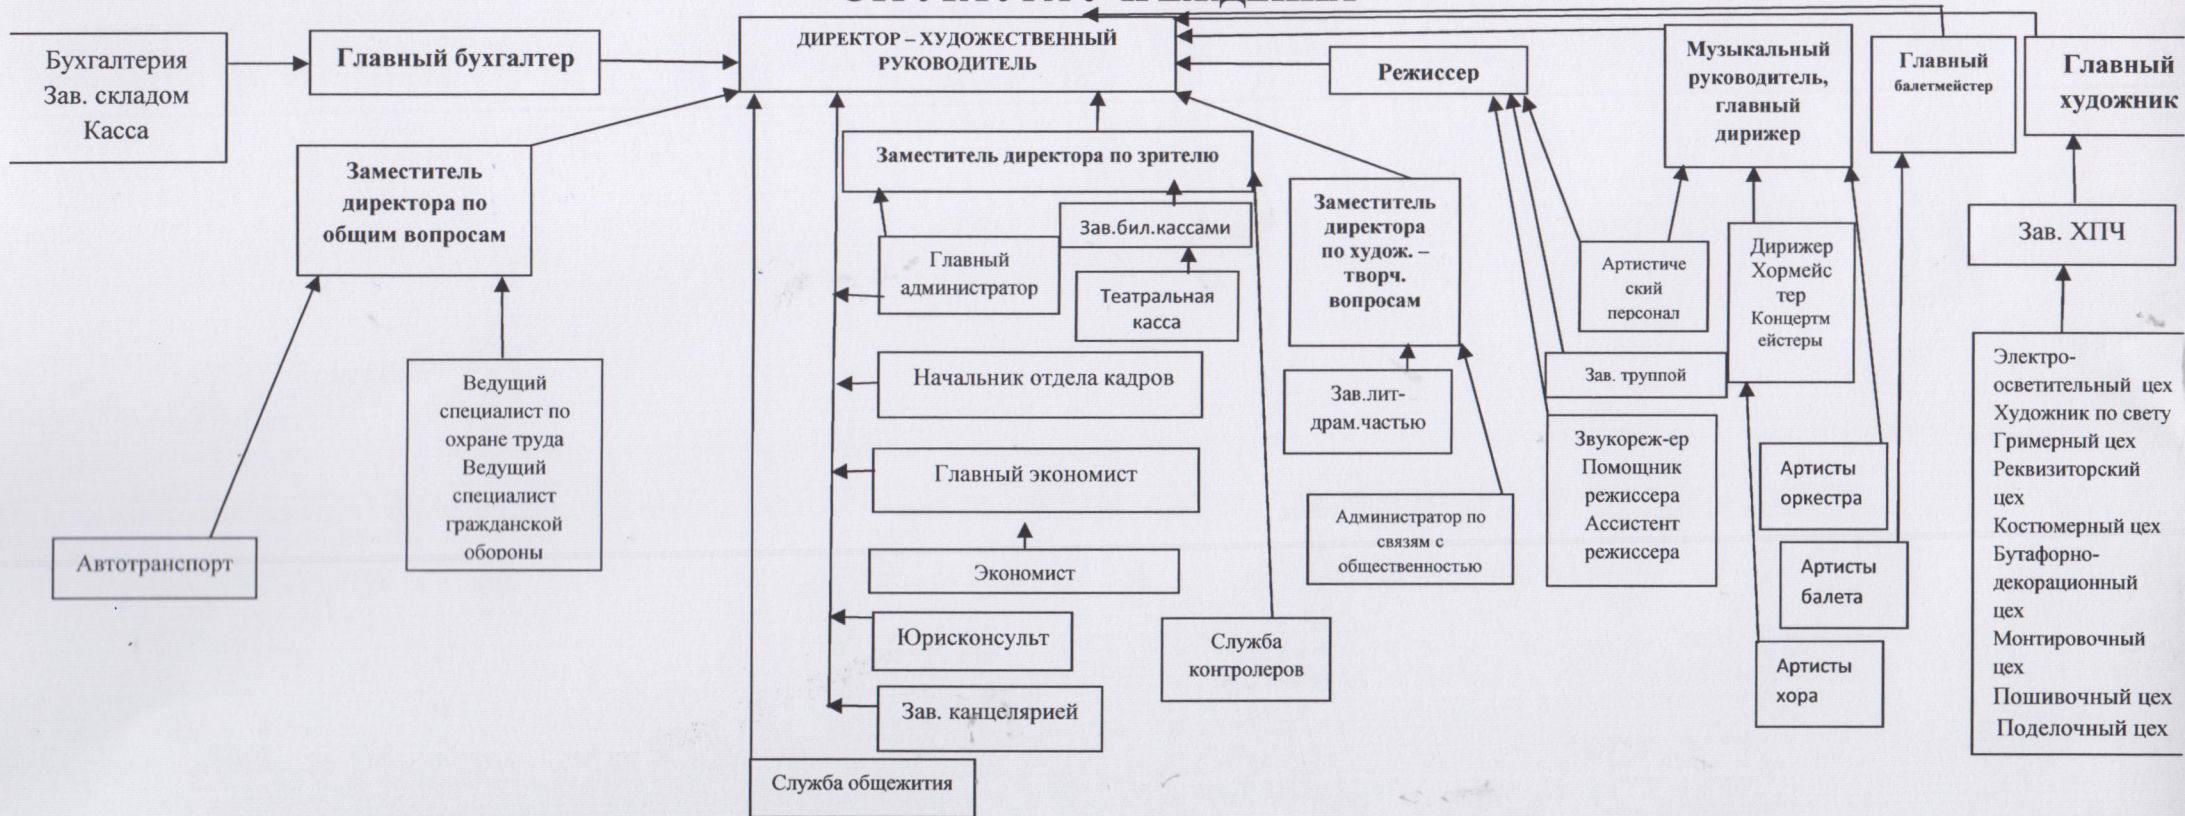 Бухгалтерия
Зав. складом
Касса
Главный бухгалтер
ДИРЕКТОР – ХУДОЖЕСТВЕННЫЙ
РУКОВОДИТЕЛЬ
Режиссер
Музыкальный
руководитель,
главный
дирижер
Главный
балетмейстер
Главный
художник
Заместитель
директора по
общим вопросам
Заместитель директора по зрителю
Зав.бил.кассами
Главный
администратор
Театральная
касса
Заместитель
директора
по худож. –
творч.
вопросам
Артистиче
ский
персонал
Дирижер
Хормейс
тер
Концертм
ейстеры
Зав. ХПЧ
Ведущий
специалист по
охране труда
Ведущий
специалист
гражданской
обороны
Автотранспорт
Начальник отдела кадров
Главный экономист
Экономист
Юрисконсульт
Зав. канцелярией
Служба общежития
Служба
контролеров
Зав.лит-
драм.частью
Администратор по
связям с
общественностью
Зав. труппой
Звукореж-ер
Помощник
режиссера
Ассистент
режиссера
Артисты
оркестра
Артисты
балета
Артисты
хора
Электро-
осветительный цех
Художник по свету
Гримерный цех
Реквизиторский
цех
Костюмерный цех
Бутафорно-
декорационный
цех
Монтировочный
цех
Пошивочный цех
Поделочный цех